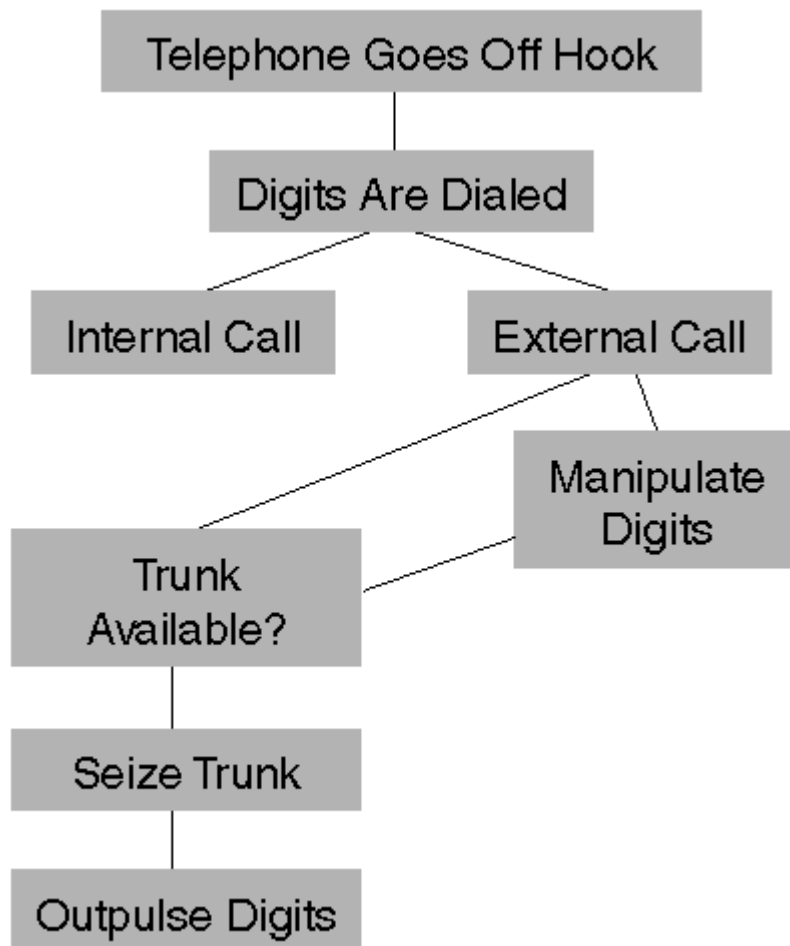 Telephone Goes Off Hook
Digits Are Dialed
Internal Call
External Call
Manipulate
Digits
Trunk
Available?
Seize Trunk
Outpulse Digits